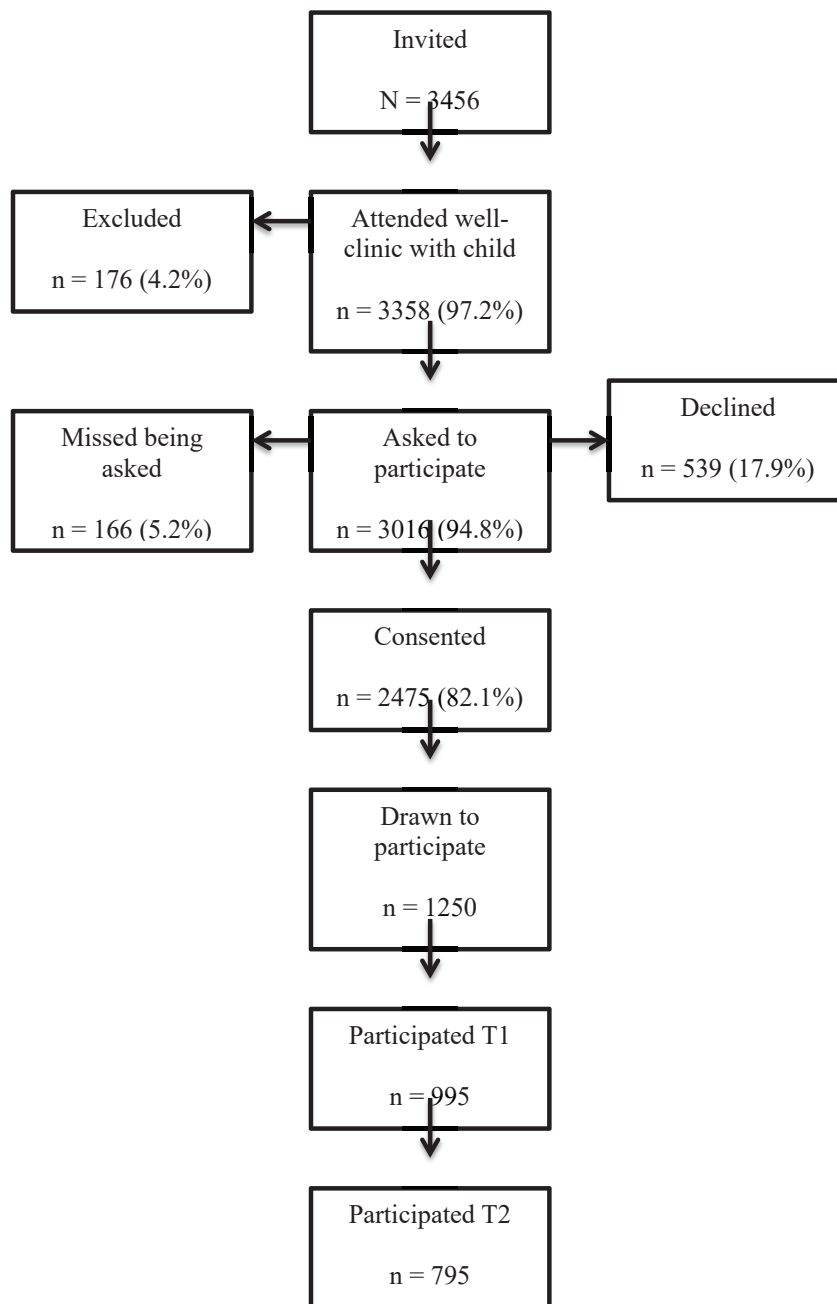 Invited
N = 3456
Excluded
n = 176 (4.2%)
Attended well-
clinic with child
n = 3358 (97.2%)
Missed being
asked
n = 166 (5.2%)
Asked to
participate
n = 3016 (94.8%)
Declined
n = 539 (17.9%)
Consented
n = 2475 (82.1%)
Drawn to
participate
n = 1250
Participated T1
n = 995
Participated T2
n = 795